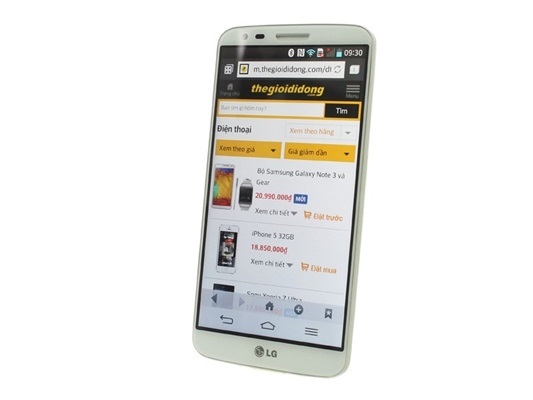 09:30
m.thegioididong.com/dt
Trang chủ
thegioididong
.com
Menu
Bạn tìm gì hôm nay?
Tìm
Điện thoại
Xem theo hãng
Xem theo giá
Giá giảm dần
Bộ Samsung Galaxy Note 3 và
Gear
20.990.000₫ MỚI
Xem chi tiết
Đặt trước
iPhone 5 32GB
18.850.000₫
Xem chi tiết
Đặt mua
Sony Xperia Z Ultra
LG